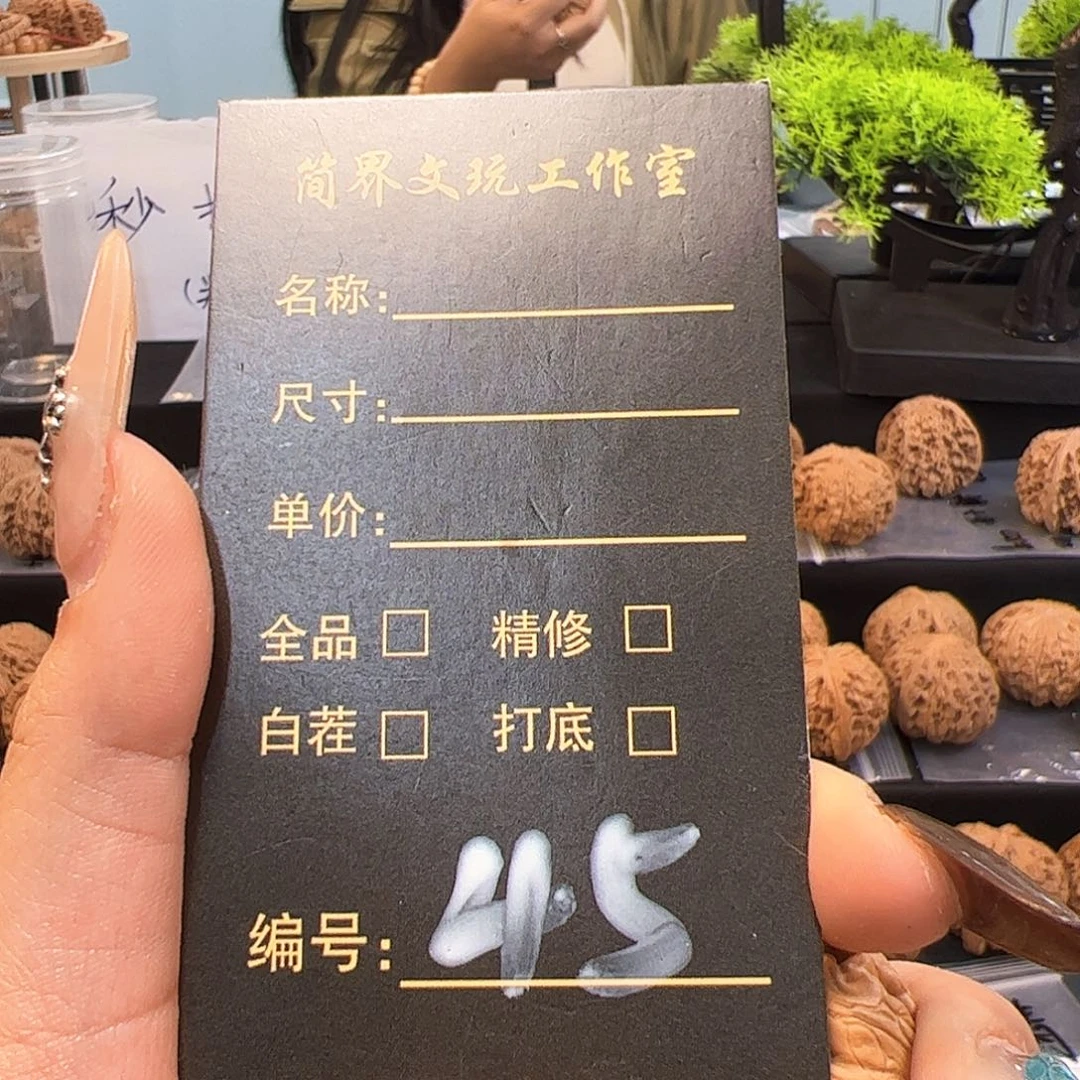 简界文玩工作室
名称:
尺寸:
单价:
全品 □ 精修 □
白茬 □ 打底 □
编号: 45
秒